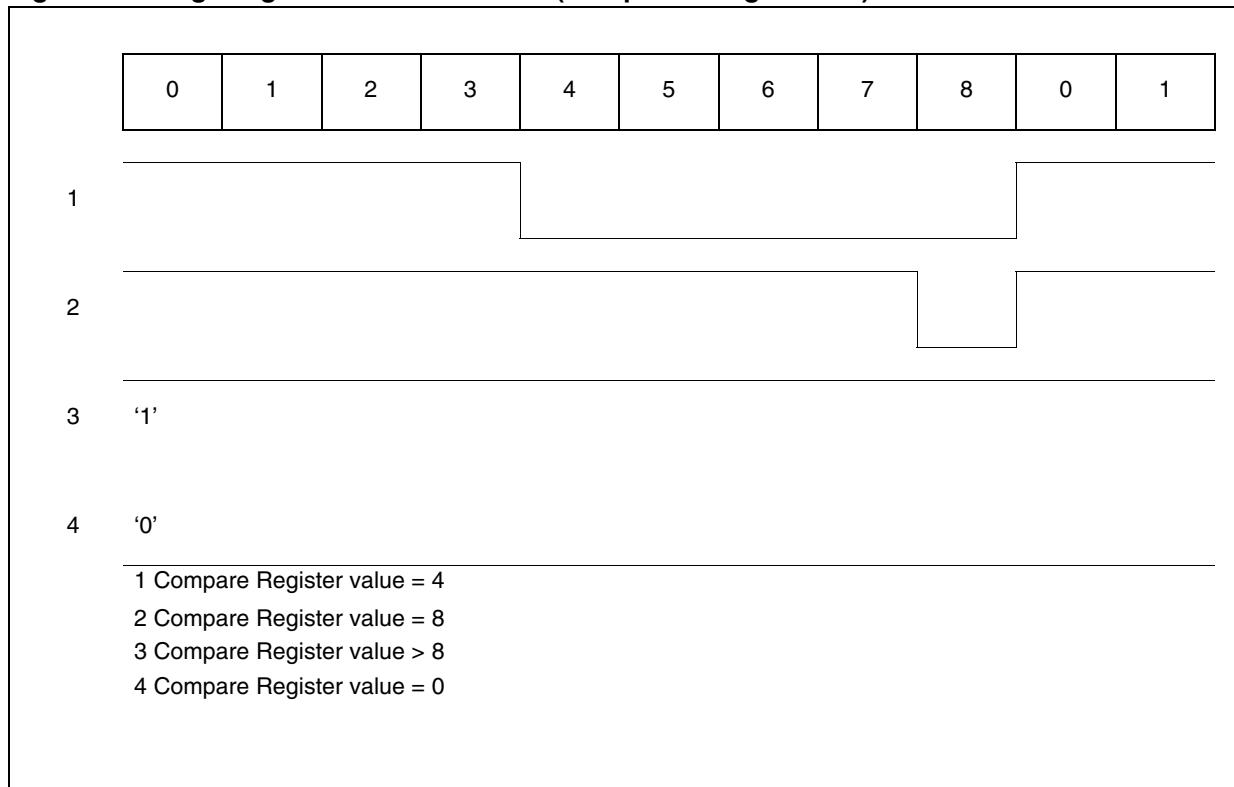 0 1 2 3 4 5 6 7 8 0 1
1
2
3 ‘1’
4 ‘0’
1 Compare Register value = 4
2 Compare Register value = 8
3 Compare Register value > 8
4 Compare Register value = 0